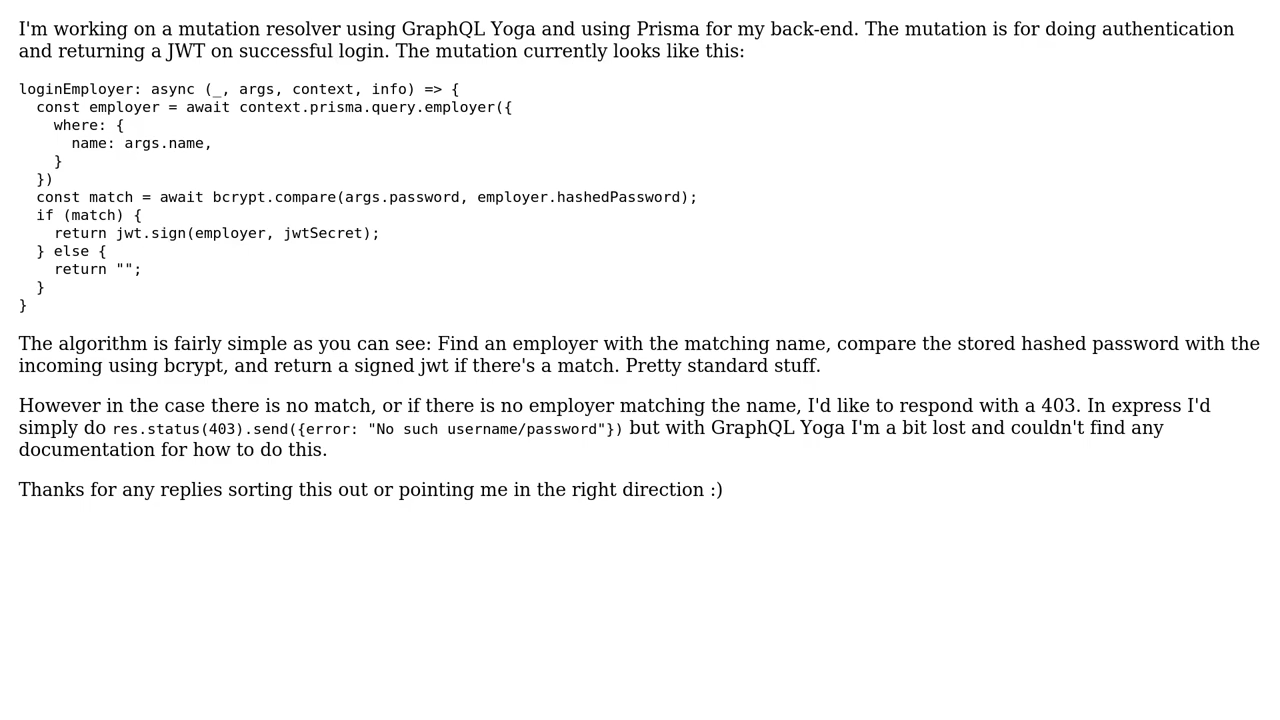 I'm working on a mutation resolver using GraphQL Yoga and using Prisma for my back-end. The mutation is for doing authentication
and returning a JWT on successful login. The mutation currently looks like this:
loginEmployer: async (_, args, context, info) => {
  const employer = await context.prisma.query.employer({
    where: {
      name: args.name,
    }
  })
  const match = await bcrypt.compare(args.password, employer.hashedPassword);
  if (match) {
    return jwt.sign(employer, jwtSecret);
  } else {
    return "";
  }
}
The algorithm is fairly simple as you can see: Find an employer with the matching name, compare the stored hashed password with the
incoming using bcrypt, and return a signed jwt if there's a match. Pretty standard stuff.
However in the case there is no match, or if there is no employer matching the name, I'd like to respond with a 403. In express I'd
simply do res.status(403).send({error: "No such username/password"}) but with GraphQL Yoga I'm a bit lost and couldn't find any
documentation for how to do this.
Thanks for any replies sorting this out or pointing me in the right direction :)